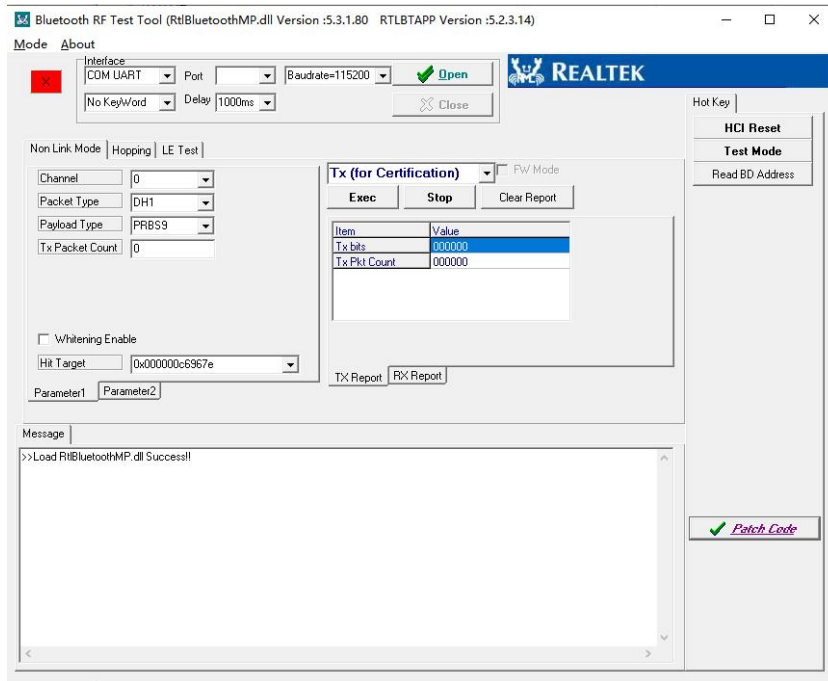 Bluetooth RF Test Tool (RtlBluetoothMP.dll Version :5.3.1.80 RTLBTAPP Version :5.2.3.14)
Mode About
Interface
COM UART Port Baudrate=115200 Open
No KeyWord Delay 1000ms Close
REALTEK
Hot Key
HCI Reset
Test Mode
Read BD Address
Non Link Mode Hopping LE Test
Channel 0
Packet Type DH1
Payload Type PRBS9
Tx Packet Count 0
Whitening Enable
Hit Target 0x000000c6967e
Parameter1 Parameter2
Tx (for Certification) FW Mode
Exec Stop Clear Report
Item Value
Tx bits 000000
Tx Pkt Count 000000
TX Report RX Report
Message
>>Load RtlBluetoothMP.dll Success!!
Patch Code